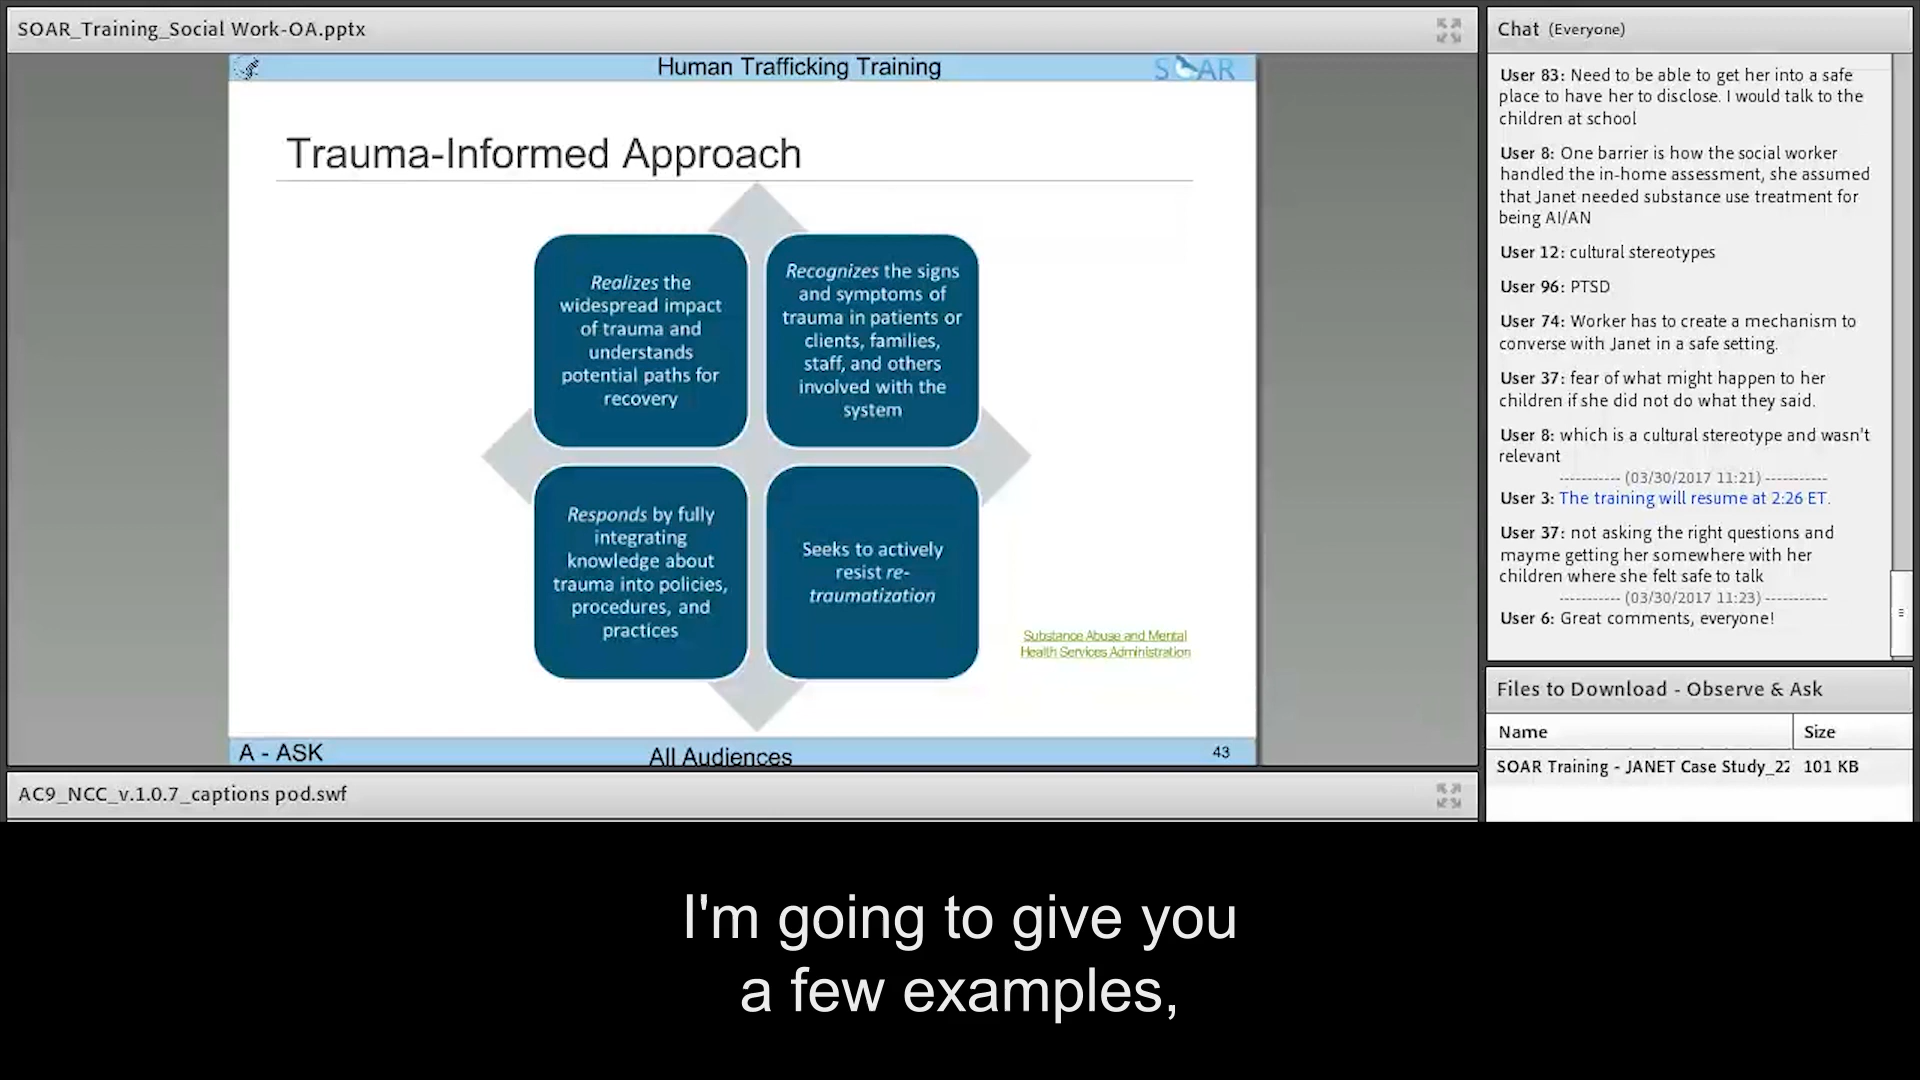 SOAR_Training_Social Work-OA.pptx
Human Trafficking Training
SOAR
Trauma-Informed Approach
Realizes the
widespread impact
of trauma and
understands
potential paths for
recovery
Recognizes the signs
and symptoms of
trauma in patients or
clients, families,
staff, and others
involved with the
system
Responds by fully
integrating
knowledge about
trauma into policies,
procedures, and
practices
Seeks to actively
resist re-
traumatization
Substance Abuse and Mental
Health Services Administration
A - ASK
All Audiences
43
AC9_NCC_v.1.0.7_captions pod.swf
I'm going to give you
a few examples,
Chat (Everyone)
User 83: Need to be able to get her into a safe
place to have her to disclose. I would talk to the
children at school
User 8: One barrier is how the social worker
handled the in-home assessment, she assumed
that Janet needed substance use treatment for
being AI/AN
User 12: cultural stereotypes
User 96: PTSD
User 74: Worker has to create a mechanism to
converse with Janet in a safe setting.
User 37: fear of what might happen to her
children if she did not do what they said.
User 8: which is a cultural stereotype and wasn't
relevant
----------- (03/30/2017 11:21) -----------
User 3: The training will resume at 2:26 ET.
User 37: not asking the right questions and
mayme getting her somewhere with her
children where she felt safe to talk
----------- (03/30/2017 11:23) -----------
User 6: Great comments, everyone!
Files to Download - Observe & Ask
Name Size
SOAR Training - JANET Case Study_22 101 KB